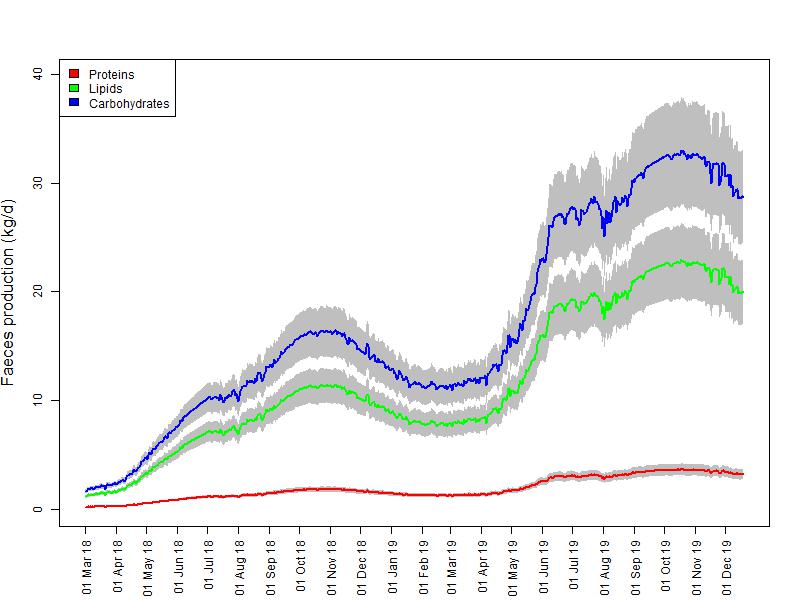 Proteins
Lipids
Carbohydrates
Faeces production (kg/d)
40
30
20
10
0
01 Mar 18
01 Apr 18
01 May 18
01 Jun 18
01 Jul 18
01 Aug 18
01 Sep 18
01 Oct 18
01 Nov 18
01 Dec 18
01 Jan 19
01 Feb 19
01 Mar 19
01 Apr 19
01 May 19
01 Jun 19
01 Jul 19
01 Aug 19
01 Sep 19
01 Oct 19
01 Nov 19
01 Dec 19